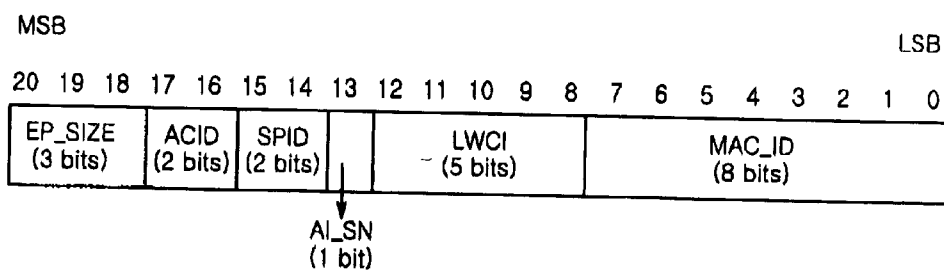 MSB
LSB
20 19 18 17 16 15 14 13 12 11 10 9 8 7 6 5 4 3 2 1 0
EP_SIZE
(3 bits)
ACID
(2 bits)
SPID
(2 bits)
LWCI
(5 bits)
MAC_ID
(8 bits)
AI_SN
(1 bit)